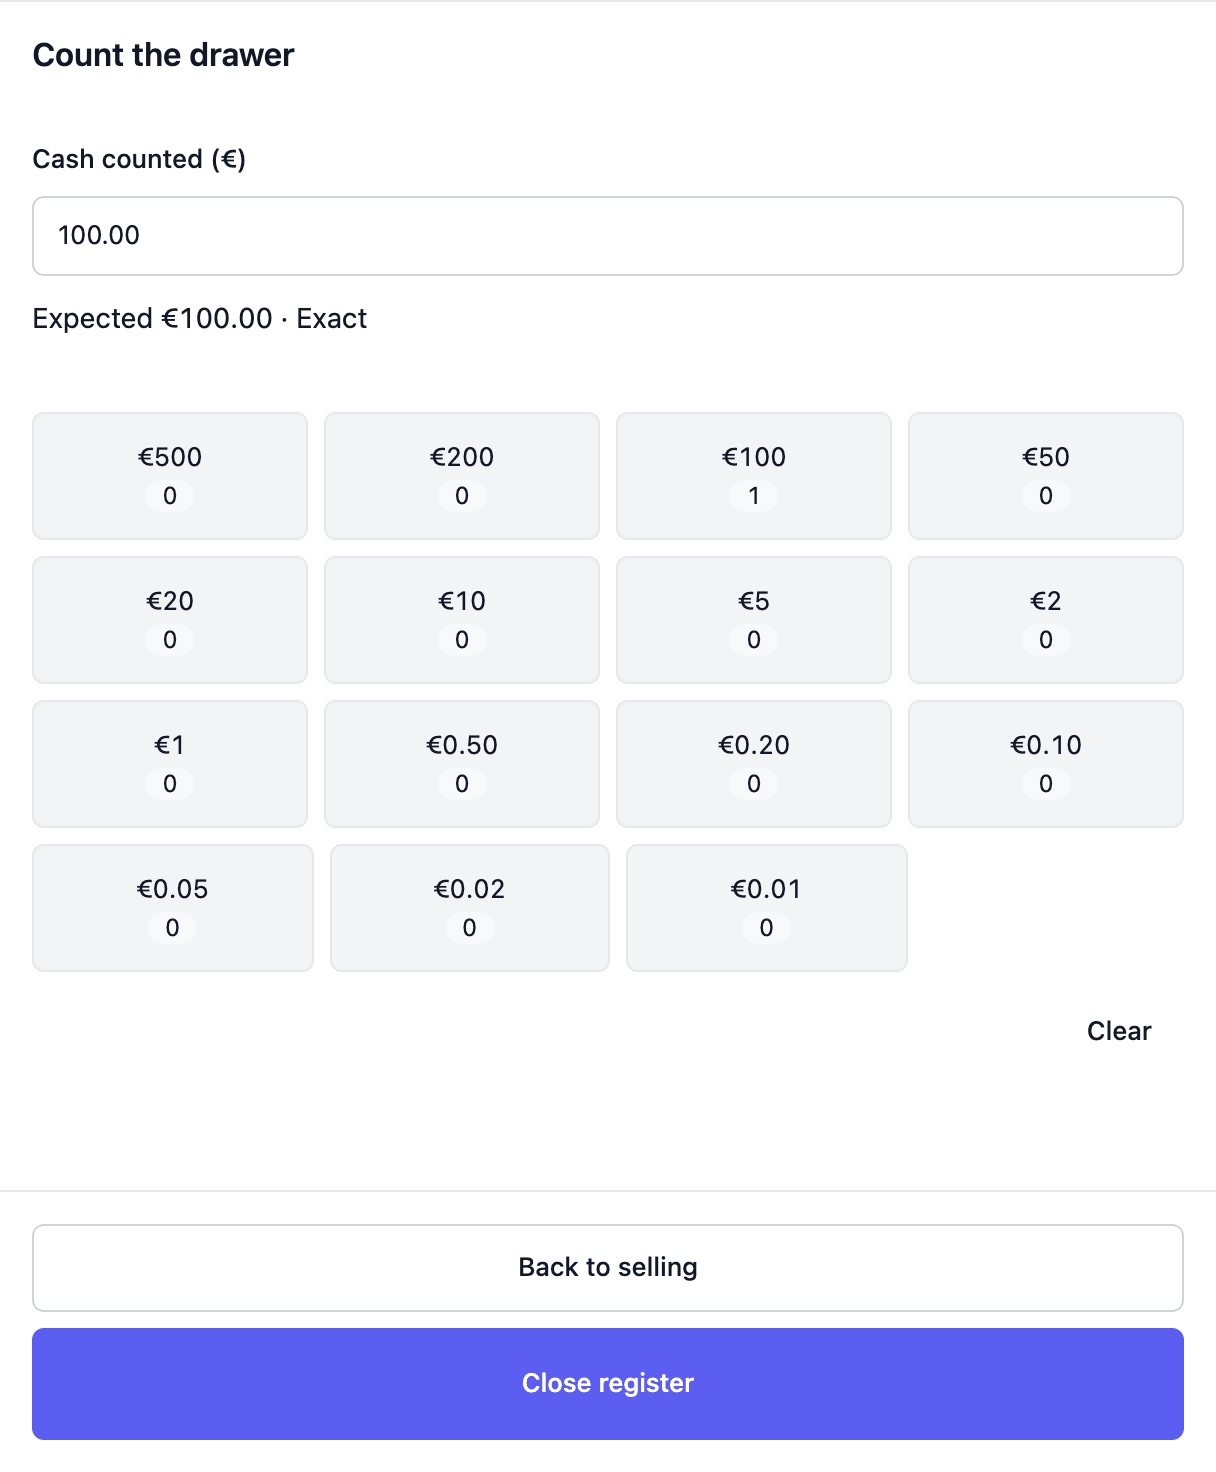 Count the drawer
Cash counted (€)
100.00
Expected €100.00 · Exact
€500 €200 €100 €50
0 0 1 0
€20 €10 €5 €2
0 0 0 0
€1 €0.50 €0.20 €0.10
0 0 0 0
€0.05 €0.02 €0.01
0 0 0
Clear
Back to selling
Close register